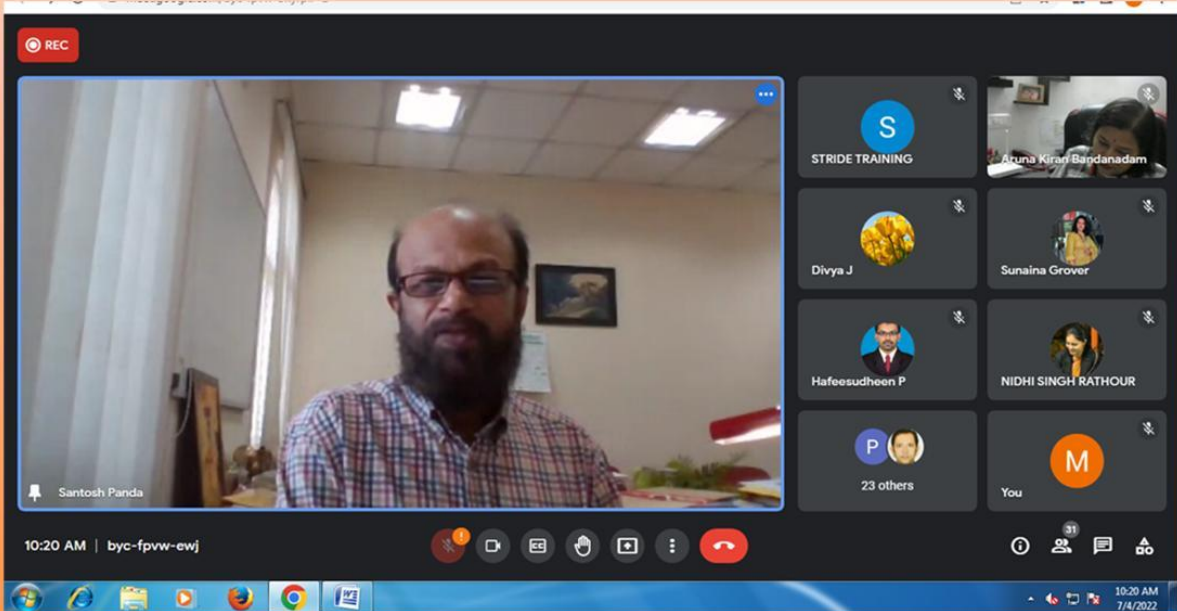 REC
Santosh Panda
S
STRIDE TRAINING
Aruna Kiran Bandanadam
Divya J
Sunaina Grover
Hafeesudheen P
NIDHI SINGH RATHOUR
P
23 others
M
You
10:20 AM | byc-fpvw-ewj
CC
31
10:20 AM
7/4/2022